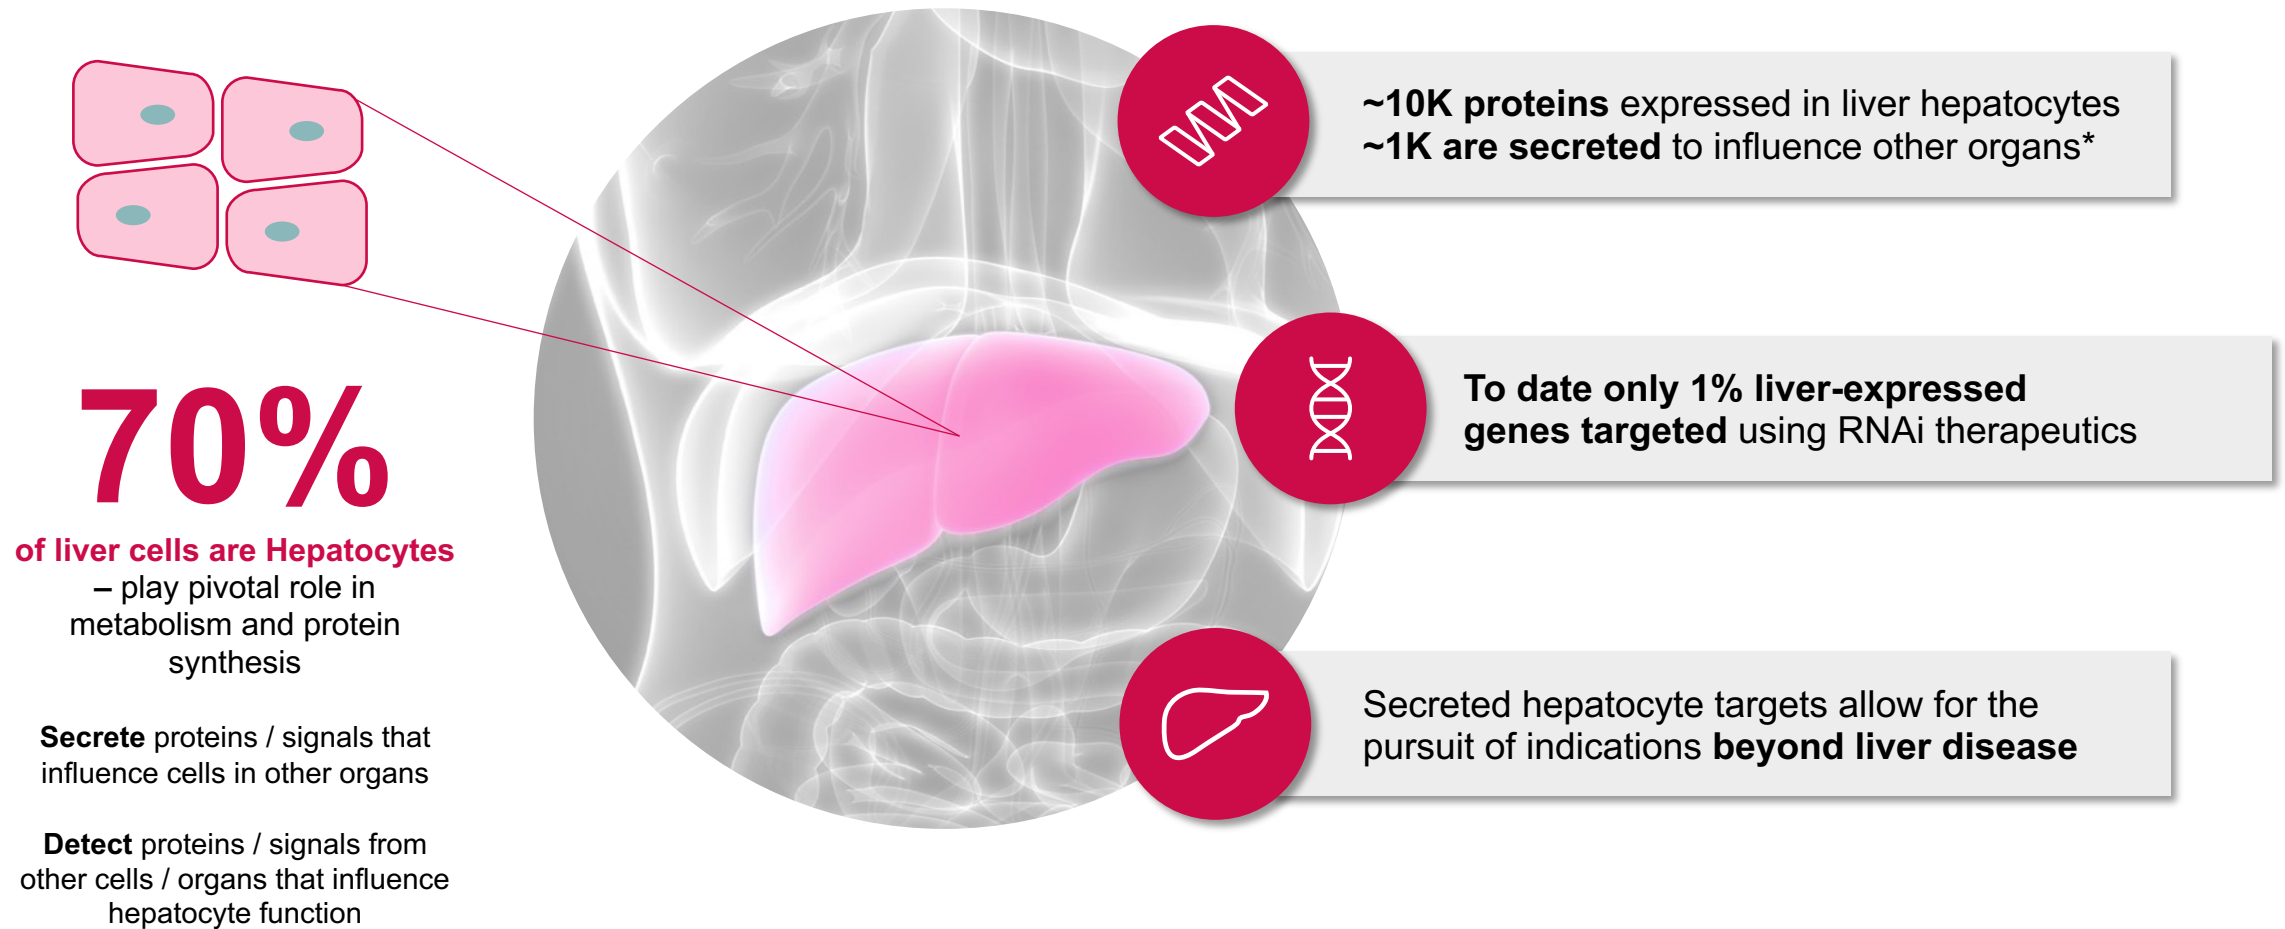 70%
of liver cells are Hepatocytes
– play pivotal role in
metabolism and protein
synthesis
Secrete proteins / signals that
influence cells in other organs
Detect proteins / signals from
other cells / organs that influence
hepatocyte function
~10K proteins expressed in liver hepatocytes
~1K are secreted to influence other organs*
To date only 1% liver-expressed
genes targeted using RNAi therapeutics
Secreted hepatocyte targets allow for the
pursuit of indications beyond liver disease